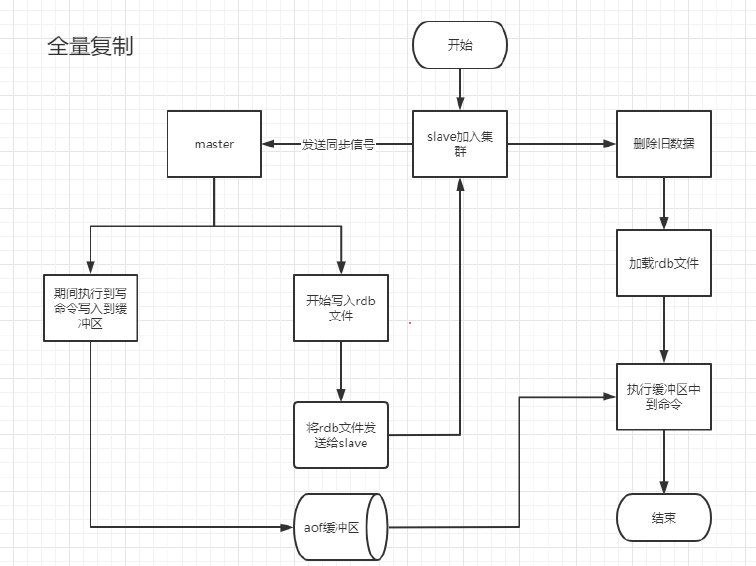 全量复制
开始
master
发送同步信号
slave加入集
群
删除旧数据
加载rdb文件
期间执行到写
命令写入到缓
冲区
开始写入rdb
文件
执行缓冲区中
到命令
将rdb文件发
送给slave
aof缓冲区
结束